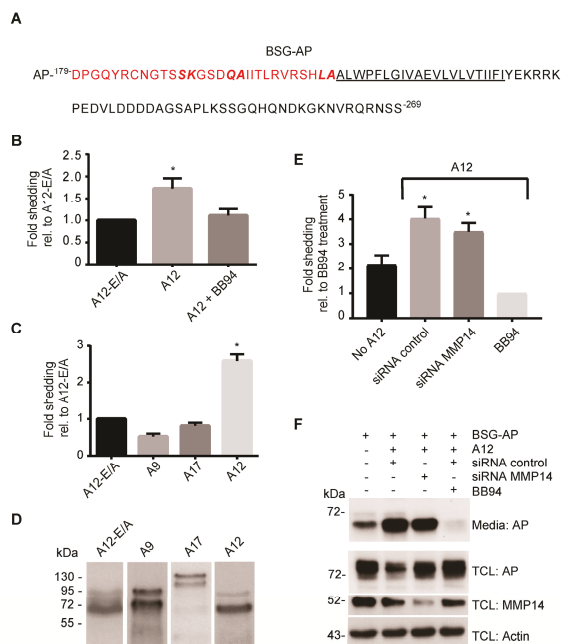 A
BSG-AP
AP-179-DPGQYRCNGTSSKGSDQAIITLRVRSHLAALWPFLGIVAEVLVLVTIIFIYEKRRK
PEDVLDDDDAGSAPLKSSGQHQNDKGKNVRQRNSS-269
B
Fold shedding
rel. to A12-E/A
2.5
2.0
1.5
1.0
0.5
0
*
A12-E/A
A12
A12 + BB94
C
Fold shedding
rel. to A12-E/A
3
2
1
0
*
A12-E/A
A9
A17
A12
D
kDa
A12-E/A
A9
A17
A12
130 -
95 -
72 -
55 -
E
A12
Fold shedding
rel. to BB94 treatment
5
4
3
2
1
0
*
*
No A12
siRNA control
siRNA MMP14
BB94
F
+ + + + BSG-AP
- + + + A12
- + - + siRNA control
- - + - siRNA MMP14
- - - + BB94
kDa
72-
Media: AP
72-
TCL: AP
52-
TCL: MMP14
43-
TCL: Actin